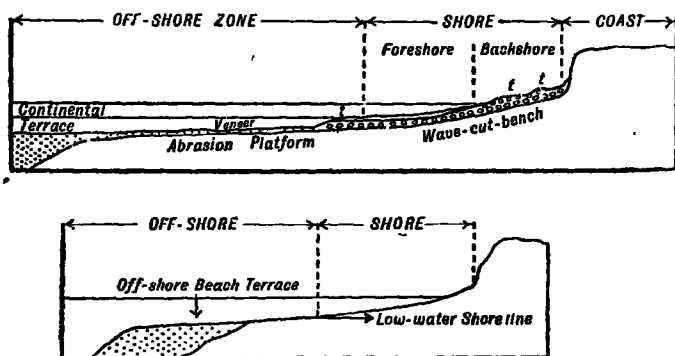 OFF-SHORE ZONE SHORE COAST
Foreshore Backshore
t t
Continental t
Terrace Veneer
Abrasion Platform Wave-cut-bench
OFF-SHORE SHORE
Off-shore Beach Terrace
Low-water Shoreline